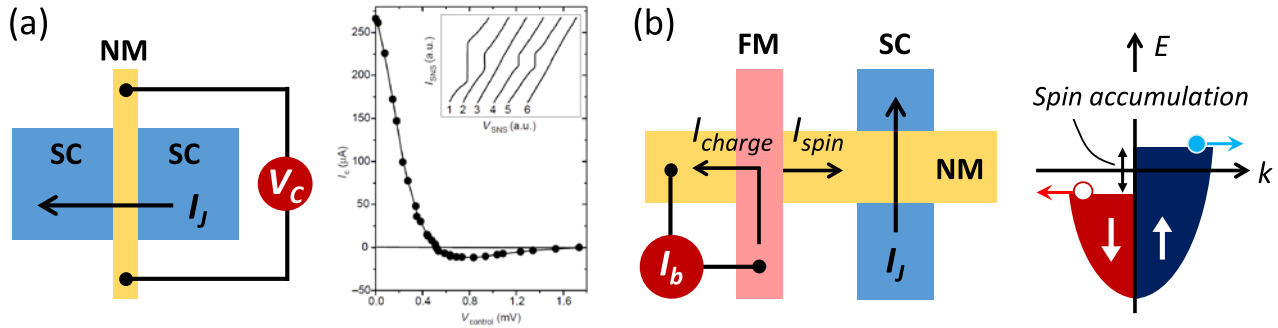 (a)
NM
SC
SC
V_C
I_J
I_c (μA)
250
200
150
100
50
0
−50
0.0
0.4
0.8
1.2
1.6
V_control (mV)
I_SNS (a.u.)
1
2
3
4
5
6
V_SNS (a.u.)
(b)
FM
SC
I_charge
I_spin
NM
I_b
I_J
E
Spin accumulation
k